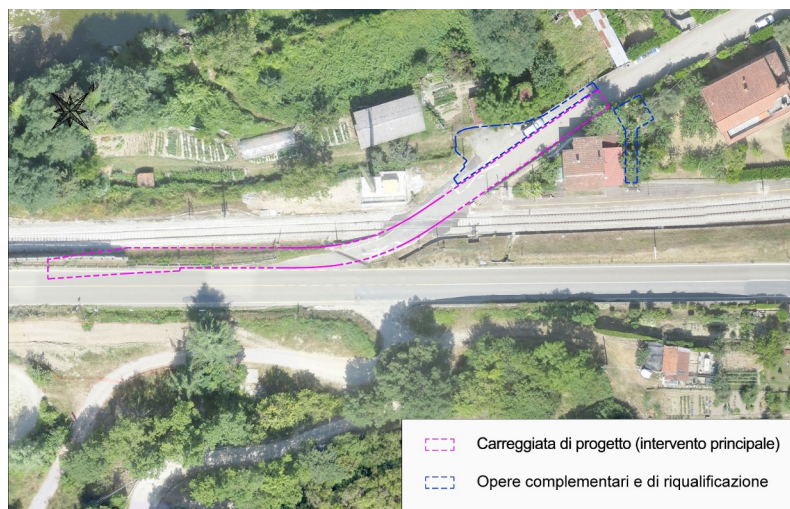 Carreggiata di progetto (intervento principale)
Opere complementari e di riqualificazione